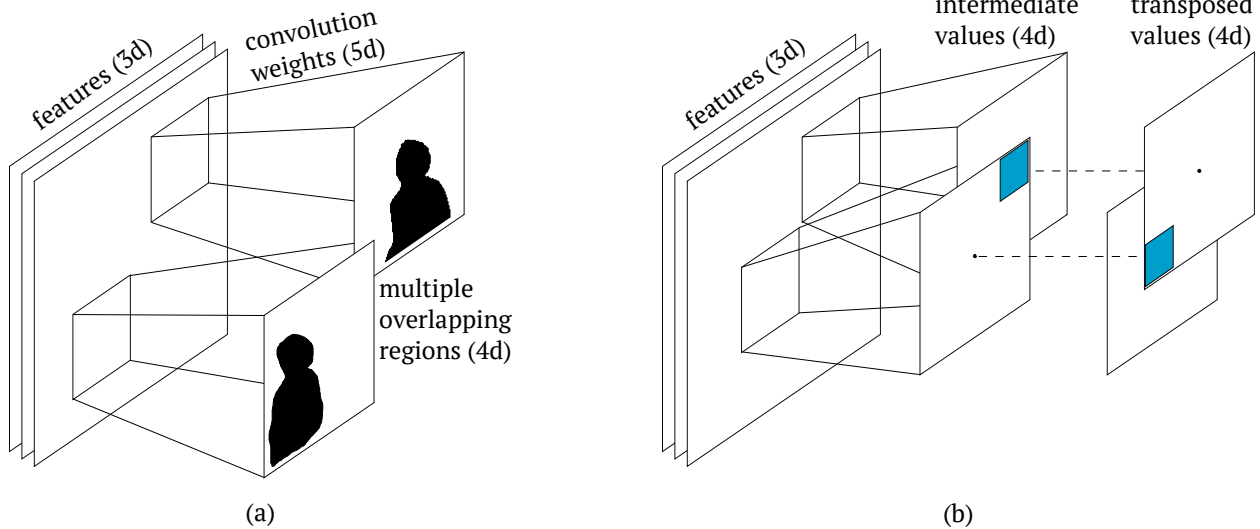 features (3d)
convolution
weights (5d)
multiple
overlapping
regions (4d)
(a)
features (3d)
intermediate
values (4d)
transposed
values (4d)
(b)